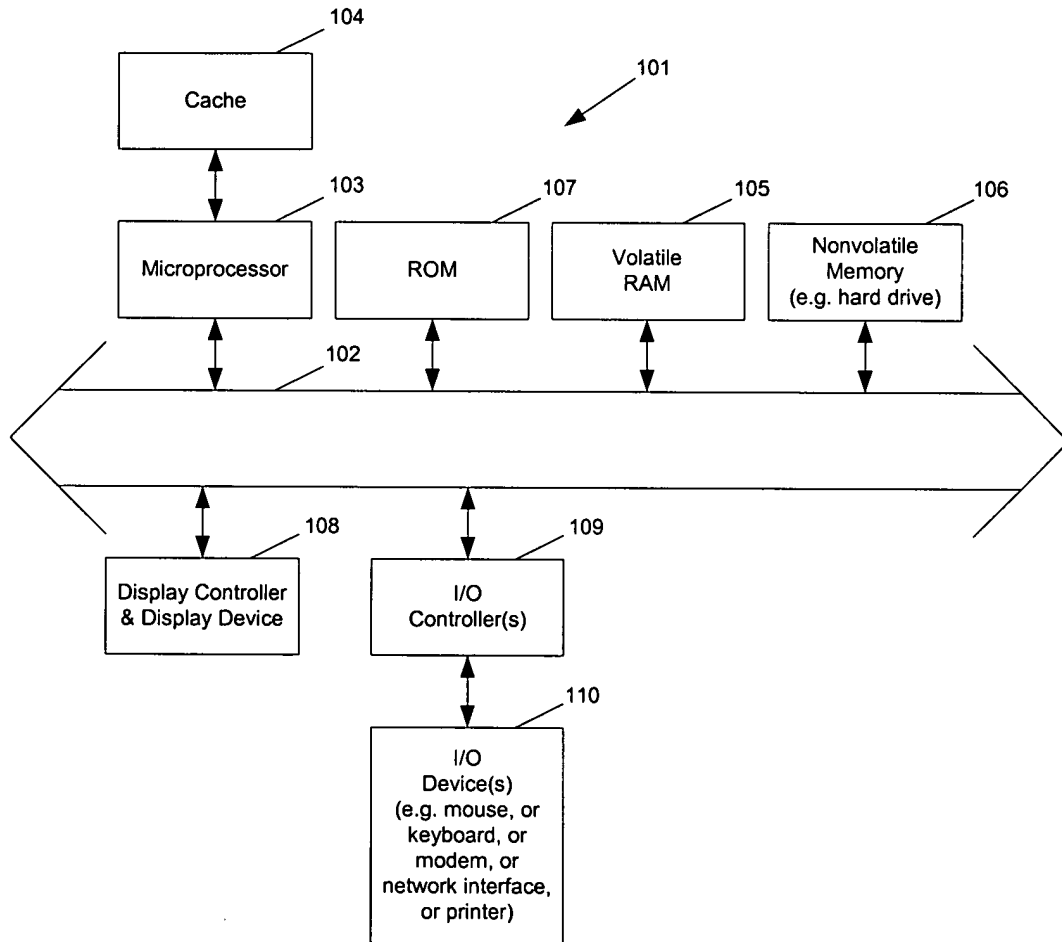 104
Cache
101
103
107
105
106
Microprocessor
ROM
Volatile
RAM
Nonvolatile
Memory
(e.g. hard drive)
102
108
109
Display Controller
& Display Device
I/O
Controller(s)
110
I/O
Device(s)
(e.g. mouse, or
keyboard, or
modem, or
network interface,
or printer)